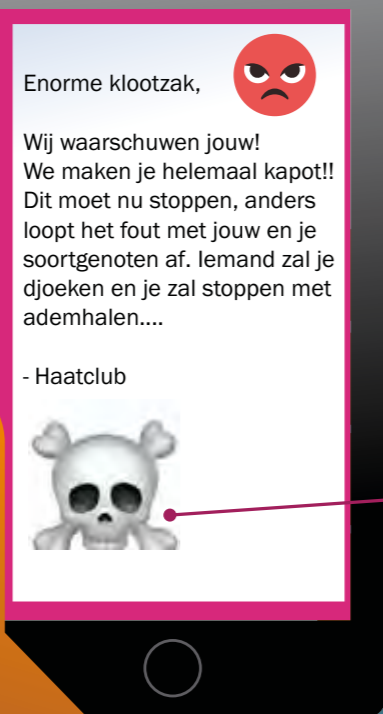 Enorme klootzak,
Wij waarschuwen jouw!
We maken je helemaal kapot!!
Dit moet nu stoppen, anders
loopt het fout met jouw en je
soortgenoten af. Iemand zal je
djoeken en je zal stoppen met
ademhalen....
- Haatclub